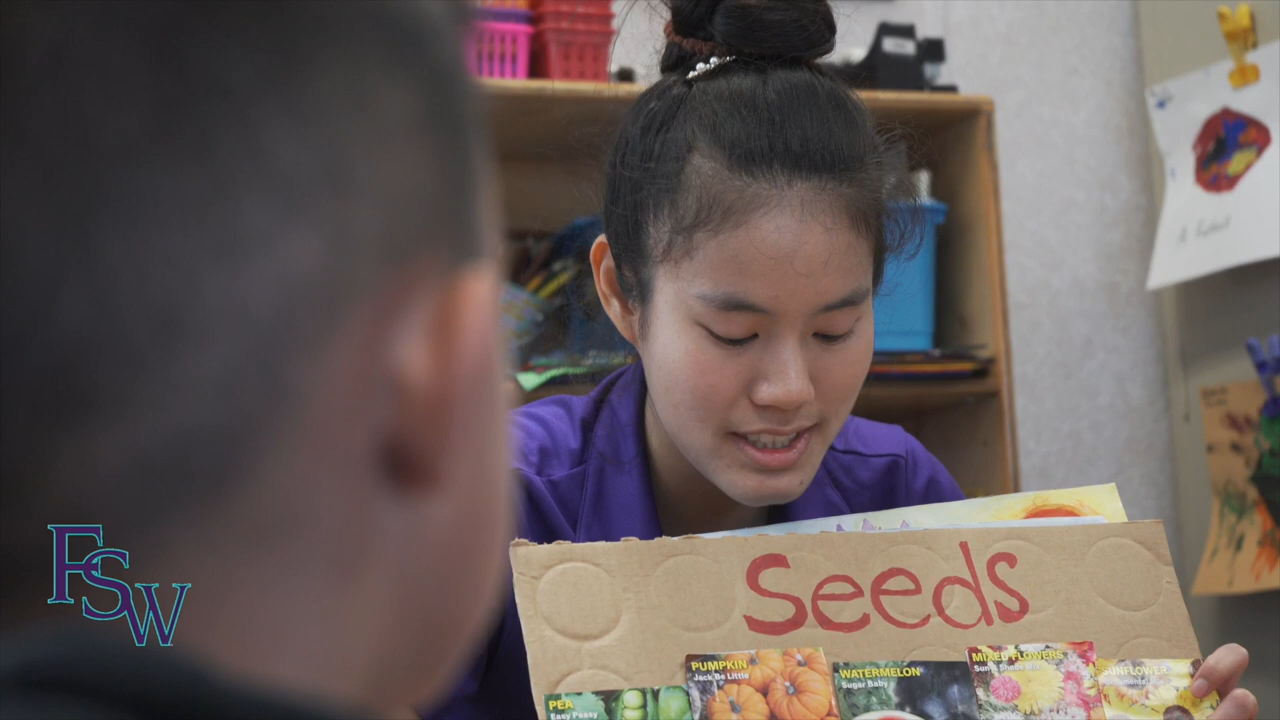 Seeds
PUMPKIN
Jack Be Little
MIXED FLOWERS
WATERMELON
Sugar Baby
SUNFLOWER
PEA
Easy Peasy
FSW